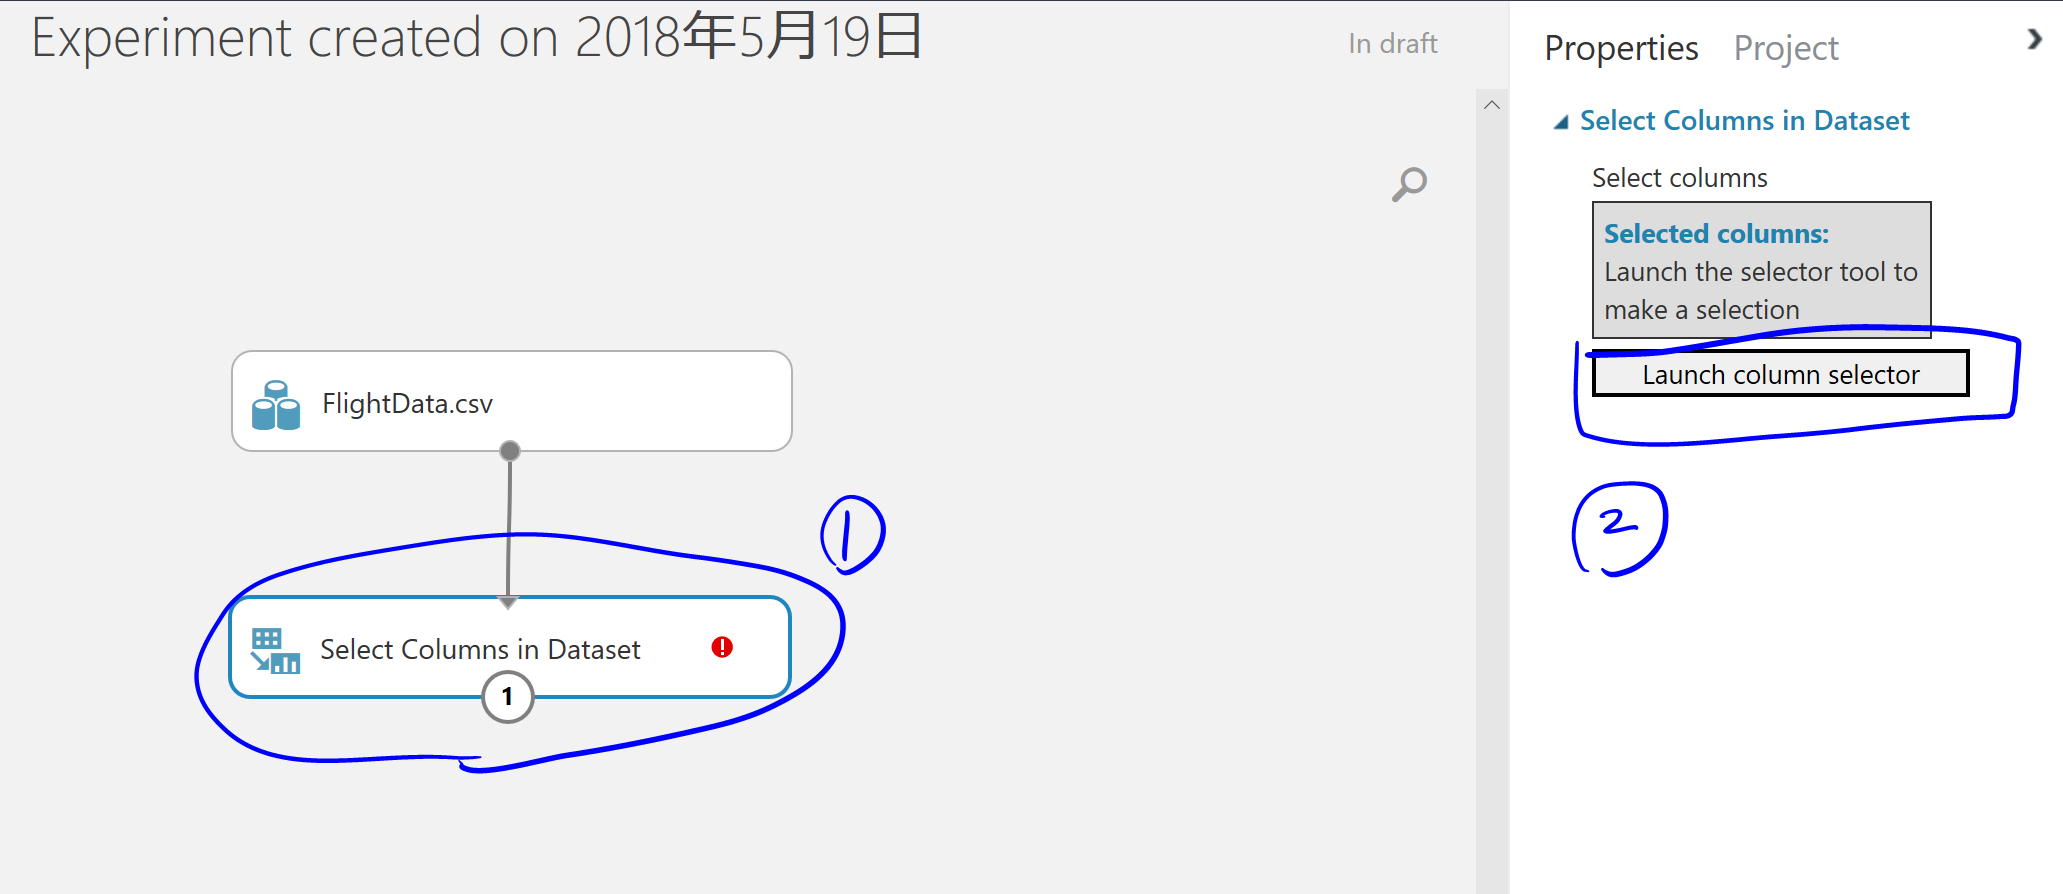 Experiment created on 2018年5月19日
In draft
FlightData.csv
①
Select Columns in Dataset
1
Properties Project
Select Columns in Dataset
Select columns
Selected columns:
Launch the selector tool to
make a selection
Launch column selector
②